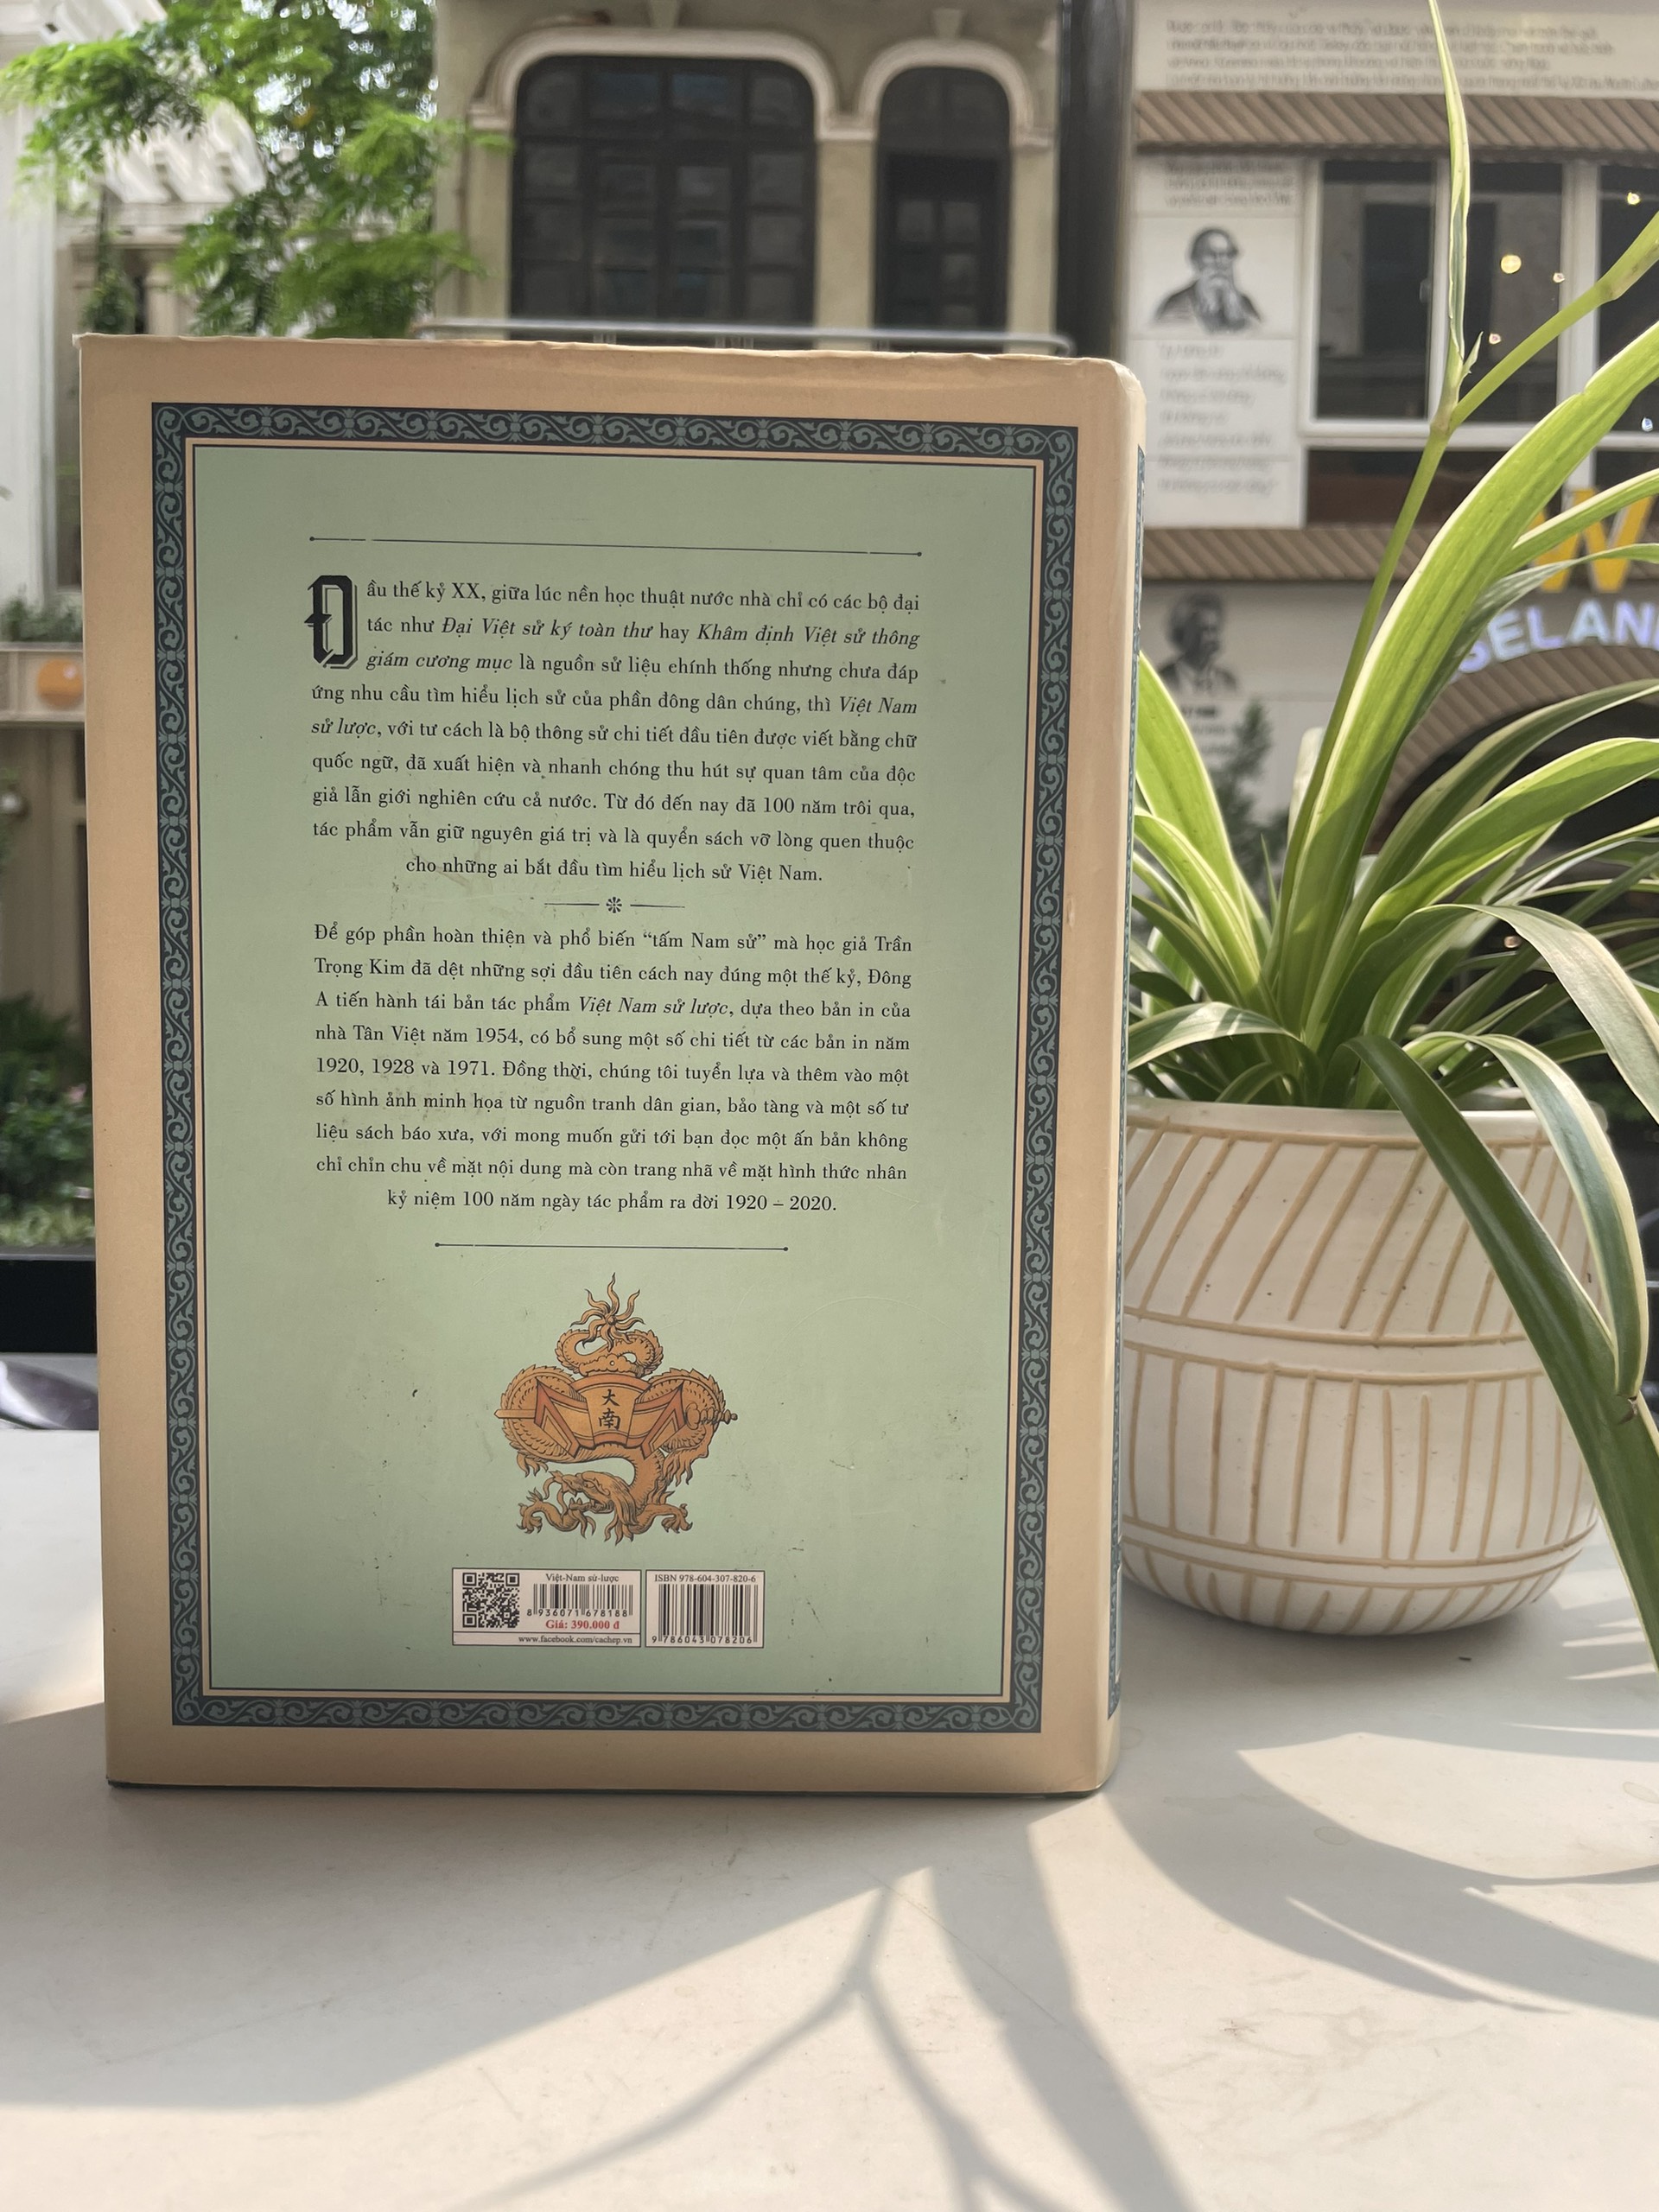 Đầu thế kỷ XX, giữa lúc nền học thuật nước nhà chỉ có các bộ đại
tác như Đại Việt sử ký toàn thư hay Khâm định Việt sử thông
giám cương mục là nguồn sử liệu chính thống nhưng chưa đáp
ứng nhu cầu tìm hiểu lịch sử của phần đông dân chúng, thì Việt Nam
sử lược, với tư cách là bộ thông sử chi tiết đầu tiên được viết bằng chữ
quốc ngữ, đã xuất hiện và nhanh chóng thu hút sự quan tâm của độc
giả lẫn giới nghiên cứu cả nước. Từ đó đến nay đã 100 năm trôi qua,
tác phẩm vẫn giữ nguyên giá trị và là quyển sách vỡ lòng quen thuộc
cho những ai bắt đầu tìm hiểu lịch sử Việt Nam.
Để góp phần hoàn thiện và phổ biến “tấm Nam sử” mà học giả Trần
Trọng Kim đã dệt những sợi đầu tiên cách nay đúng một thế kỷ, Đông
A tiến hành tái bản tác phẩm Việt Nam sử lược, dựa theo bản in của
nhà Tân Việt năm 1954, có bổ sung một số chi tiết từ các bản in năm
1920, 1928 và 1971. Đồng thời, chúng tôi tuyển lựa và thêm vào một
số hình ảnh minh họa từ nguồn tranh dân gian, bảo tàng và một số tư
liệu sách báo xưa, với mong muốn gửi tới bạn đọc một ấn bản không
chỉ chỉn chu về mặt nội dung mà còn trang nhã về mặt hình thức nhân
kỷ niệm 100 năm ngày tác phẩm ra đời 1920 – 2020.
大
南
Việt-Nam sử-lược
8 936071 678188
Giá: 390.000 đ
www.facebook.com/cachep.vn
ISBN 978-604-307-820-6
9 786043 078206
W
SELAN